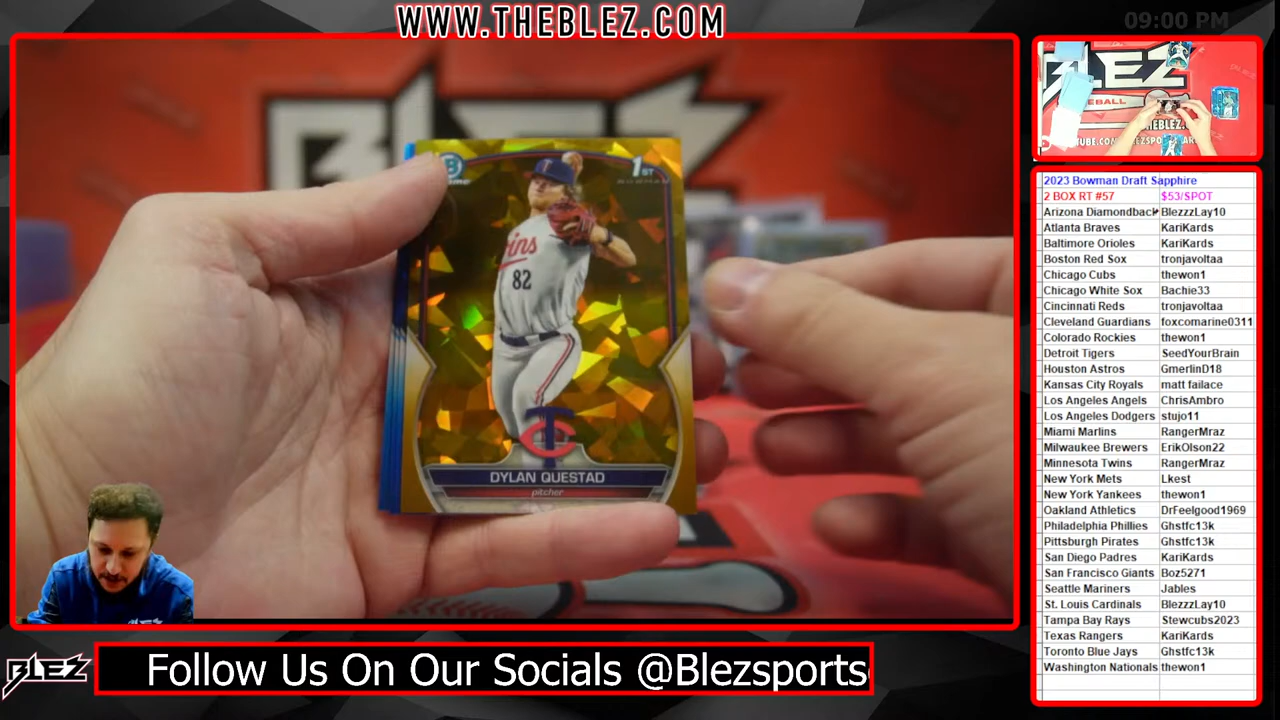 WWW.THEBLEZ.COM
09:00 PM
BLEZ
BLEZ
1ST
BOWMAN
82
DYLAN QUESTAD
pitcher
2023 Bowman Draft Sapphire
2 BOX RT #57 $53/SPOT
Arizona Diamondback BlezzzLay10
Atlanta Braves KariKards
Baltimore Orioles KariKards
Boston Red Sox tronjavoltaa
Chicago Cubs thewon1
Chicago White Sox Bachie33
Cincinnati Reds tronjavoltaa
Cleveland Guardians foxcomarine0311
Colorado Rockies thewon1
Detroit Tigers SeedYourBrain
Houston Astros GmerlinD18
Kansas City Royals matt failace
Los Angeles Angels ChrisAmbro
Los Angeles Dodgers stujo11
Miami Marlins RangerMraz
Milwaukee Brewers ErikOlson22
Minnesota Twins RangerMraz
New York Mets Lkest
New York Yankees thewon1
Oakland Athletics DrFeelgood1969
Philadelphia Phillies Ghstfc13k
Pittsburgh Pirates Ghstfc13k
San Diego Padres KariKards
San Francisco Giants Boz5271
Seattle Mariners Jables
St. Louis Cardinals BlezzzLay10
Tampa Bay Rays Stewcubs2023
Texas Rangers KariKards
Toronto Blue Jays Ghstfc13k
Washington Nationals thewon1
BLEZ
Follow Us On Our Socials @Blezsports